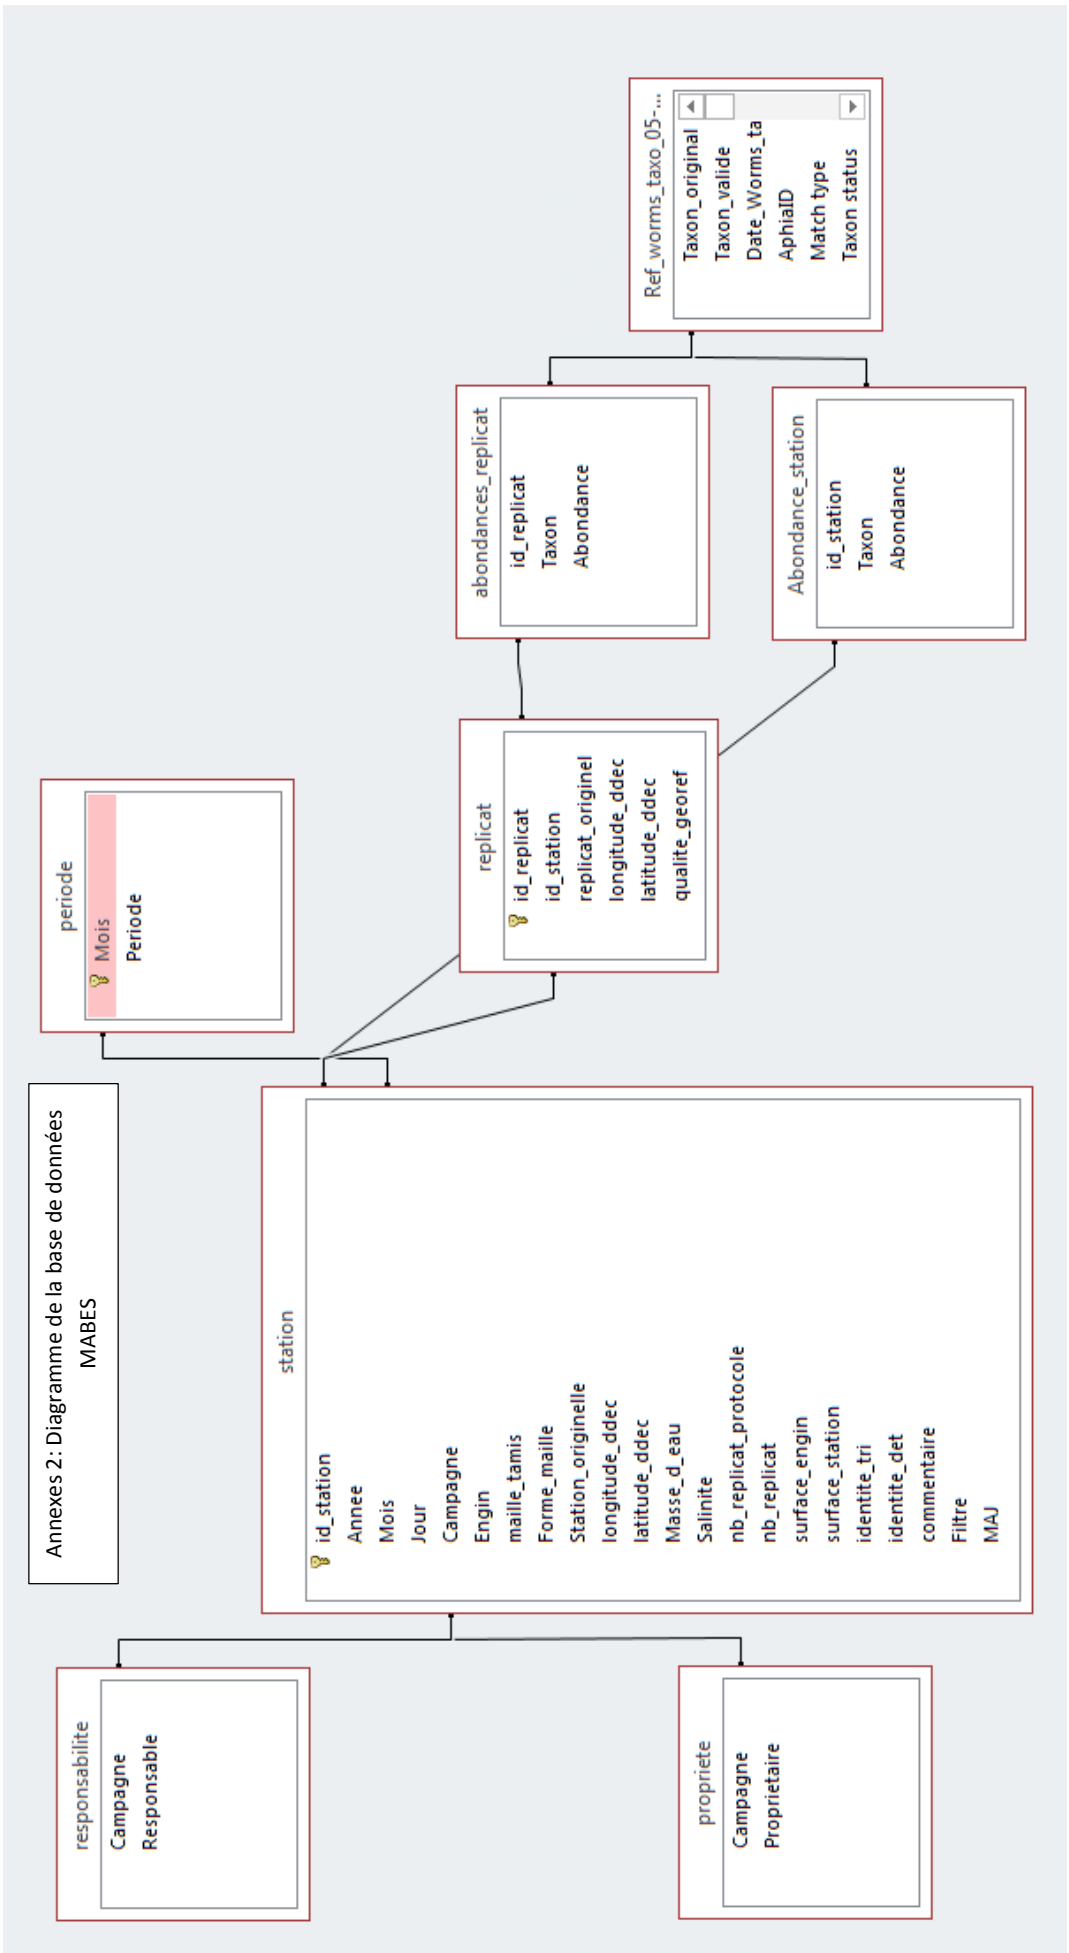 Annexes 2: Diagramme de la base de données
MABES
responsabilite
Campagne
Responsable
propriete
Campagne
Proprietaire
station
id_station
Annee
Mois
Jour
Campagne
Engin
maille_tamis
Forme_maille
Station_originelle
longitude_ddec
latitude_ddec
Masse_d_eau
Salinite
nb_replicat_protocole
nb_replicat
surface_engin
surface_station
identite_tri
identite_det
commentaire
Filtre
MAJ
periode
Mois
Periode
replicat
id_replicat
id_station
replicat_originel
longitude_ddec
latitude_ddec
qualite_georef
abondances_replicat
id_replicat
Taxon
Abondance
Abondance_station
id_station
Taxon
Abondance
Ref_worms_taxo_05-...
Taxon_original
Taxon_valide
Date_Worms_ta
AphiaID
Match type
Taxon status